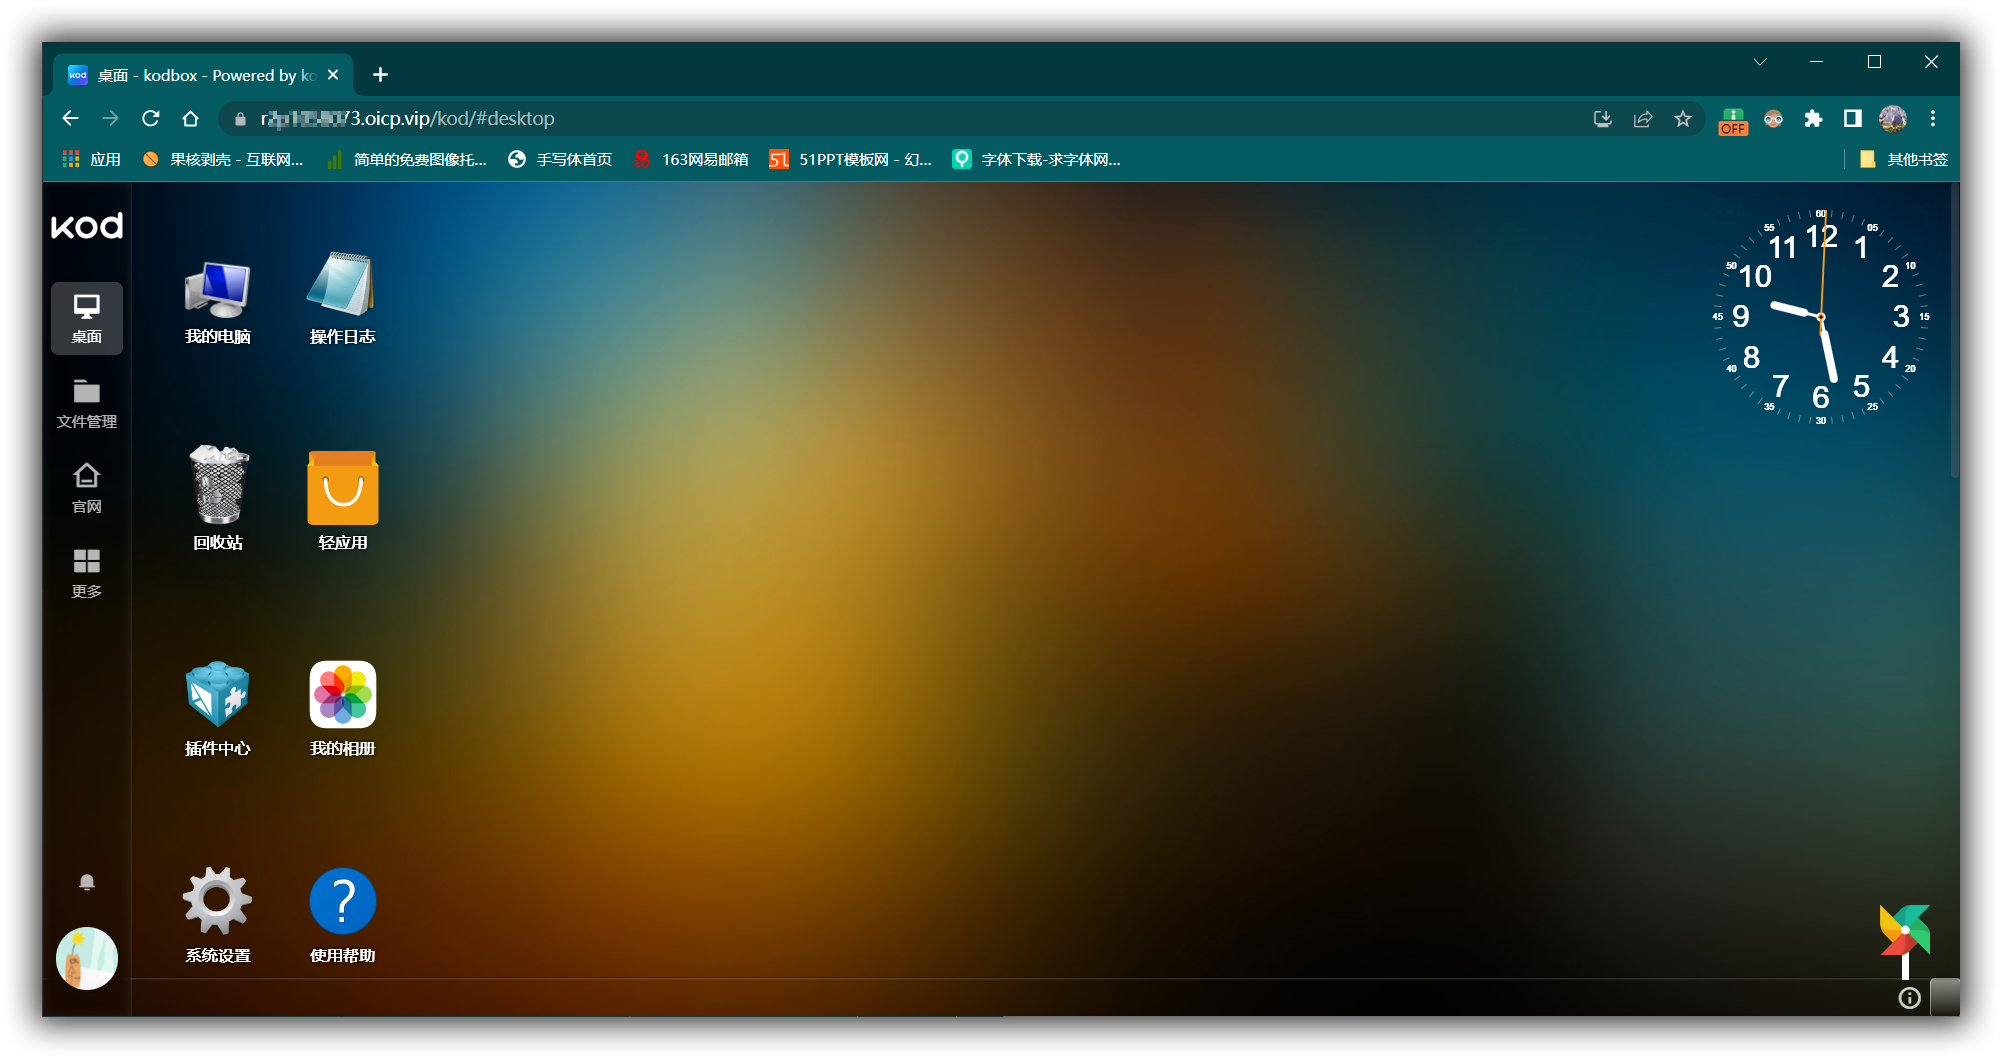 桌面 - kodbox - Powered by
73.oicp.vip/kod/#desktop
OFF
应用
果核剥壳 - 互联网...
简单的免费图像托...
手写体首页
163网易邮箱
51PPT模板网 - 幻...
字体下载-求字体网...
其他书签
kod
桌面
文件管理
官网
更多
我的电脑
操作日志
回收站
轻应用
插件中心
我的相册
系统设置
使用帮助
60
05
10
15
20
25
30
35
40
45
50
55
12
1
2
3
4
5
6
7
8
9
10
11